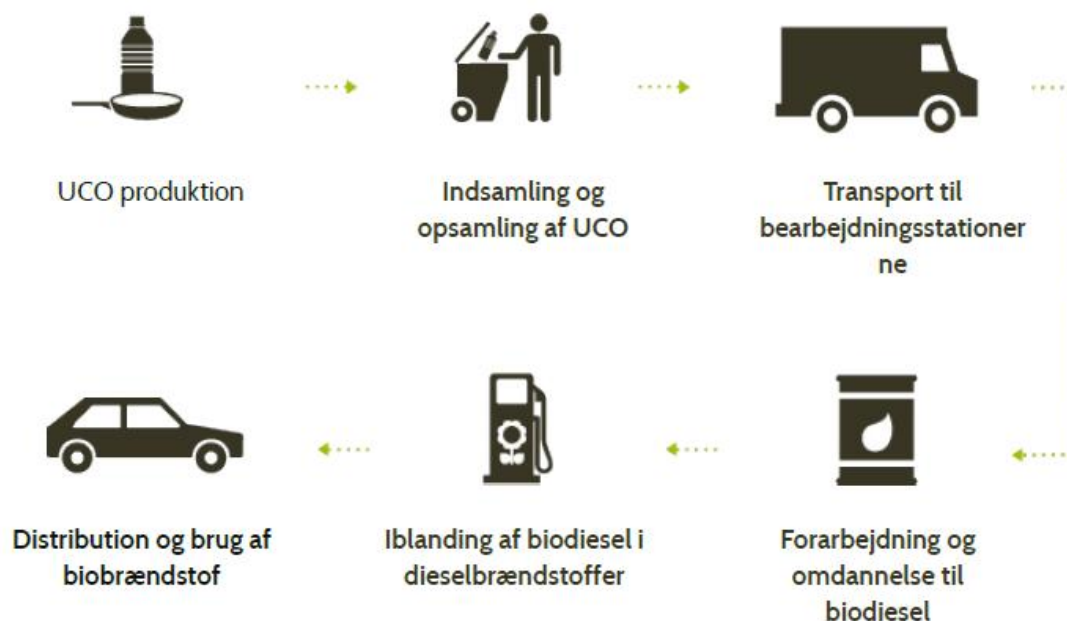 UCO produktion
Indsamling og
opsamling af UCO
Transport til
bearbejdningsstationer
ne
Forarbejdning og
omdannelse til
biodiesel
Iblanding af biodiesel i
dieselbrændstoffer
Distribution og brug af
biobrændstof